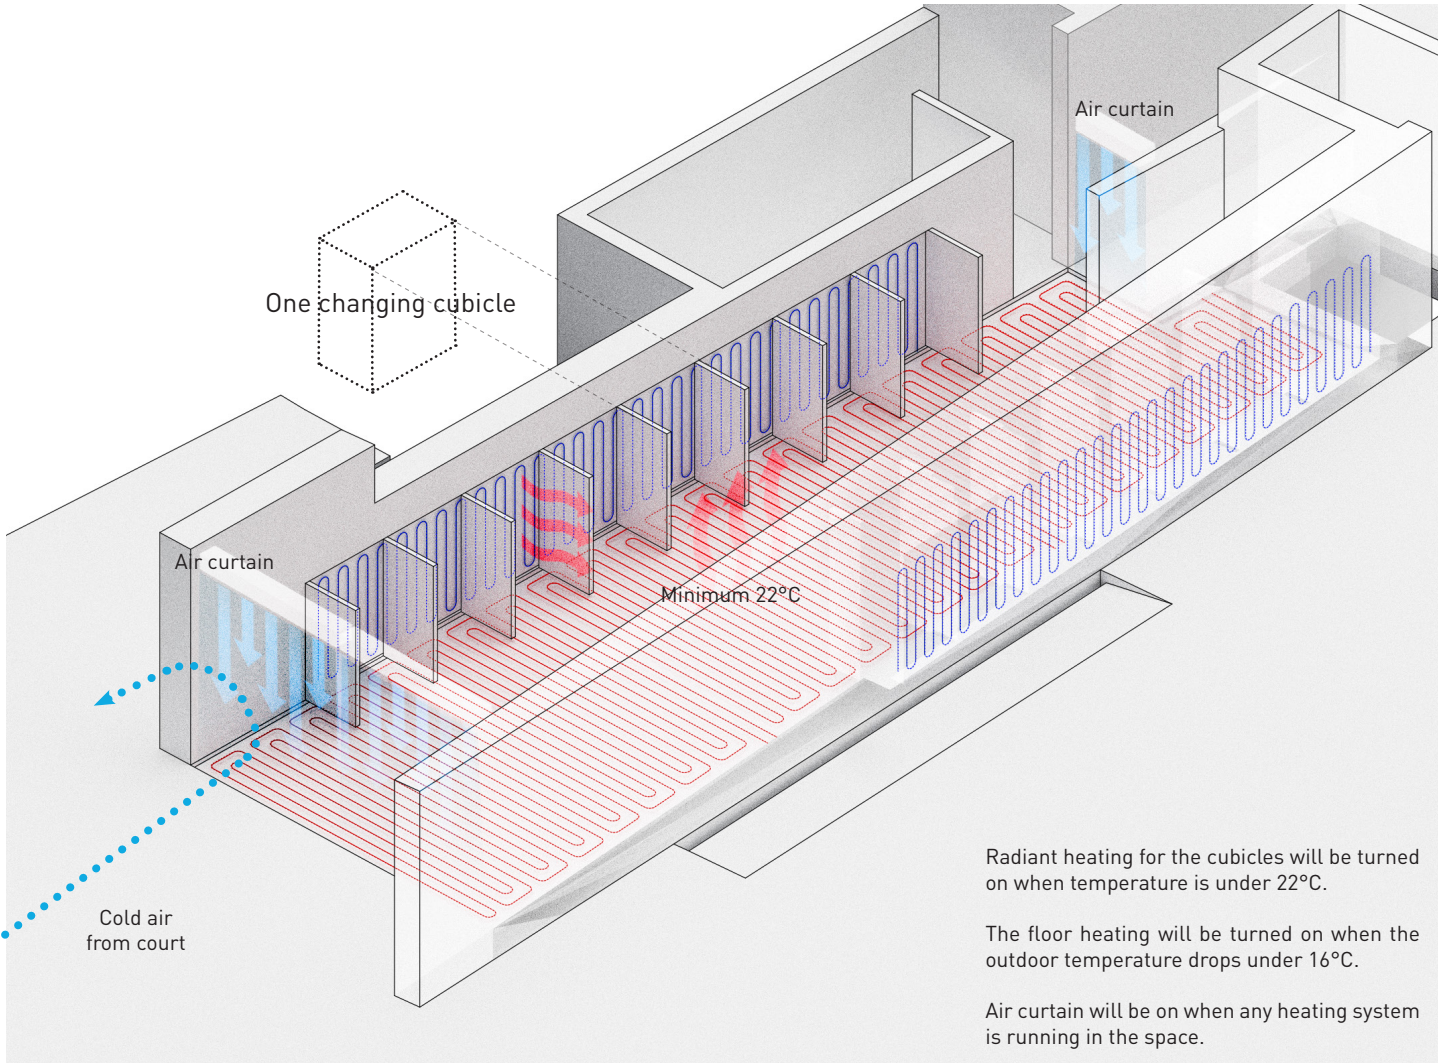 Air curtain
One changing cubicle
Air curtain
Minimum 22°C
Cold air
from court
Radiant heating for the cubicles will be turned
on when temperature is under 22°C.
The floor heating will be turned on when the
outdoor temperature drops under 16°C.
Air curtain will be on when any heating system
is running in the space.